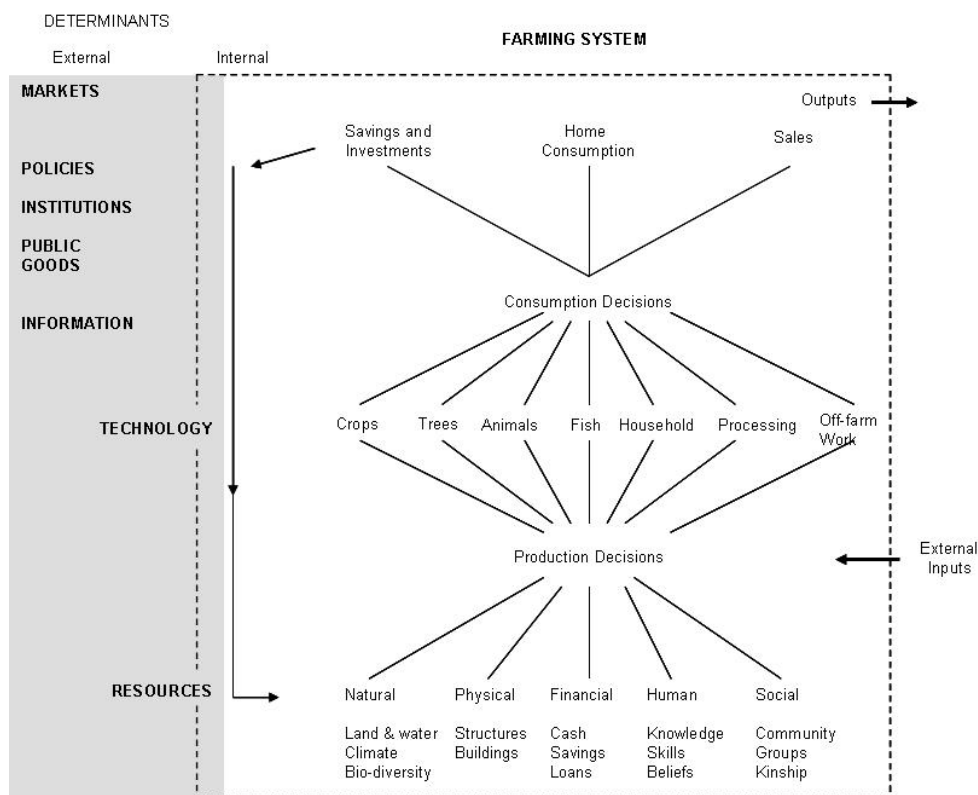 DETERMINANTS
External
Internal
FARMING SYSTEM
MARKETS
Outputs
Savings and
Investments
Home
Consumption
Sales
POLICIES
INSTITUTIONS
PUBLIC
GOODS
Consumption Decisions
INFORMATION
TECHNOLOGY
Crops
Trees
Animals
Fish
Household
Processing
Off-farm
Work
Production Decisions
External
Inputs
RESOURCES
Natural
Physical
Financial
Human
Social
Land & water
Climate
Bio-diversity
Structures
Buildings
Cash
Savings
Loans
Knowledge
Skills
Beliefs
Community
Groups
Kinship